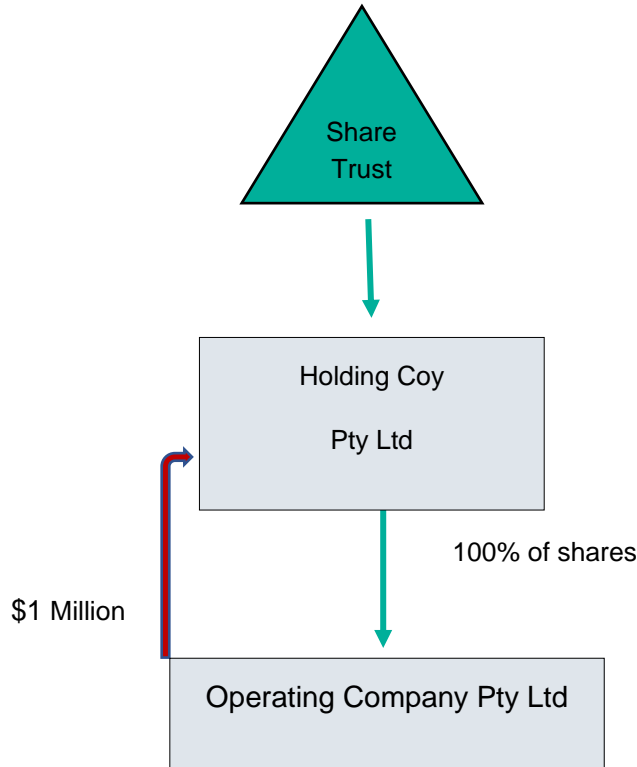 Share
Trust
Holding Coy
Pty Ltd
100% of shares
$1 Million
Operating Company Pty Ltd